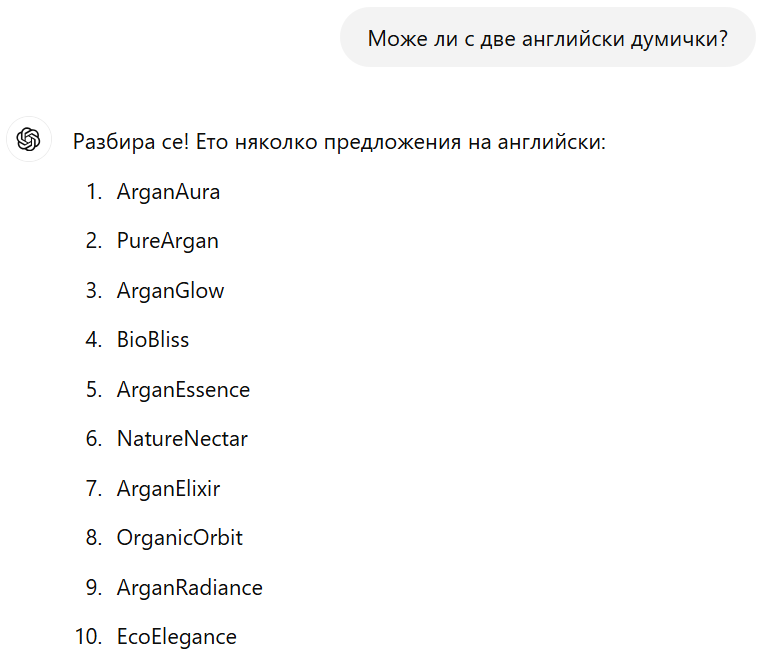 Може ли с две английски думички?
Разбира се! Ето няколко предложения на английски:
1. ArganAura
2. PureArgan
3. ArganGlow
4. BioBliss
5. ArganEssence
6. NatureNectar
7. ArganElixir
8. OrganicOrbit
9. ArganRadiance
10. EcoElegance